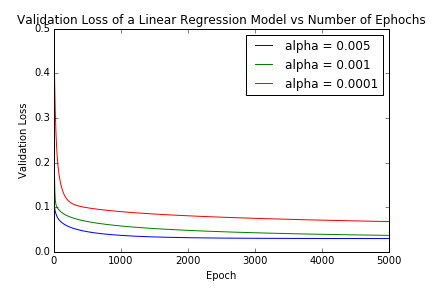 Validation Loss of a Linear Regression Model vs Number of Ephochs
0.5
0.4
0.3
0.2
0.1
0.0
Validation Loss
alpha = 0.005
alpha = 0.001
alpha = 0.0001
0 1000 2000 3000 4000 5000
Epoch